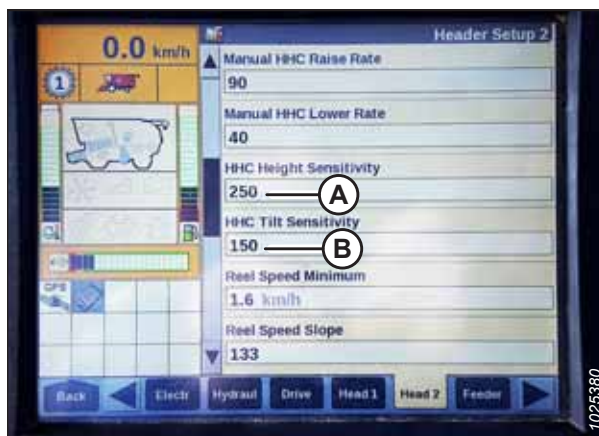 0.0 km/h
Header Setup 2
1
Manual HHC Raise Rate
90
Manual HHC Lower Rate
40
HHC Height Sensitivity
250
A
HHC Tilt Sensitivity
150
B
GPS
Reel Speed Minimum
1.6 km/h
Reel Speed Slope
133
Back Electr Hydraul Drive Head 1 Head 2 Feeder
1025380